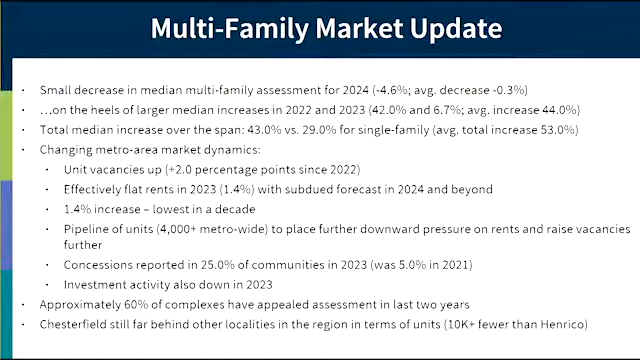 Multi-Family Market Update
· Small decrease in median multi-family assessment for 2024 (-4.6%; avg. decrease -0.3%)
· …on the heels of larger median increases in 2022 and 2023 (42.0% and 6.7%; avg. increase 44.0%)
· Total median increase over the span: 43.0% vs. 29.0% for single-family (avg. total increase 53.0%)
· Changing metro-area market dynamics:
· Unit vacancies up (+2.0 percentage points since 2022)
· Effectively flat rents in 2023 (1.4%) with subdued forecast in 2024 and beyond
· 1.4% increase – lowest in a decade
· Pipeline of units (4,000+ metro-wide) to place further downward pressure on rents and raise vacancies
further
· Concessions reported in 25.0% of communities in 2023 (was 5.0% in 2021)
· Investment activity also down in 2023
· Approximately 60% of complexes have appealed assessment in last two years
· Chesterfield still far behind other localities in the region in terms of units (10K+ fewer than Henrico)